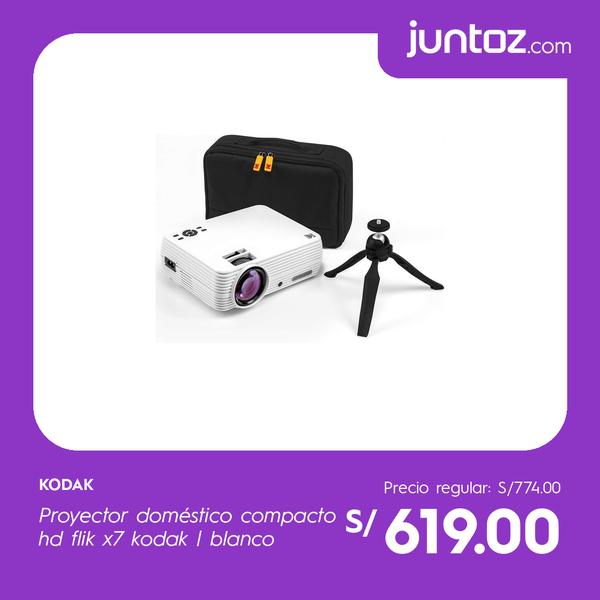 juntoz.com
KODAK
Proyector doméstico compacto
hd flik x7 kodak | blanco
Precio regular: S/774.00
S/ 619.00